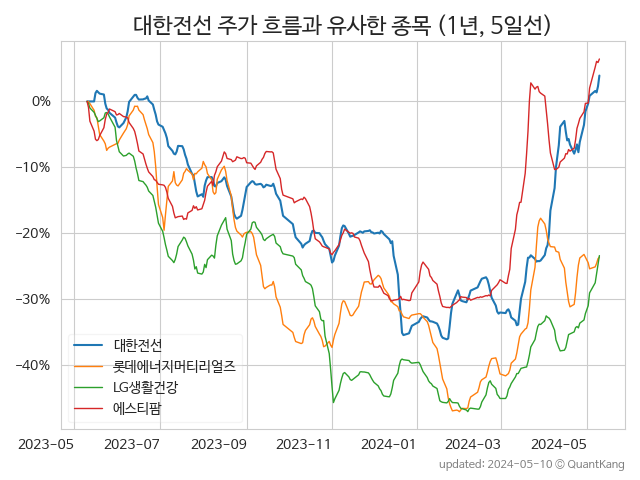 대한전선 주가 흐름과 유사한 종목 (1년, 5일선)
0%
−10%
−20%
−30%
−40%
대한전선
롯데에너지머티리얼즈
LG생활건강
에스티팜
2023-05 2023-07 2023-09 2023-11 2024-01 2024-03 2024-05
updated: 2024-05-10 © QuantKang